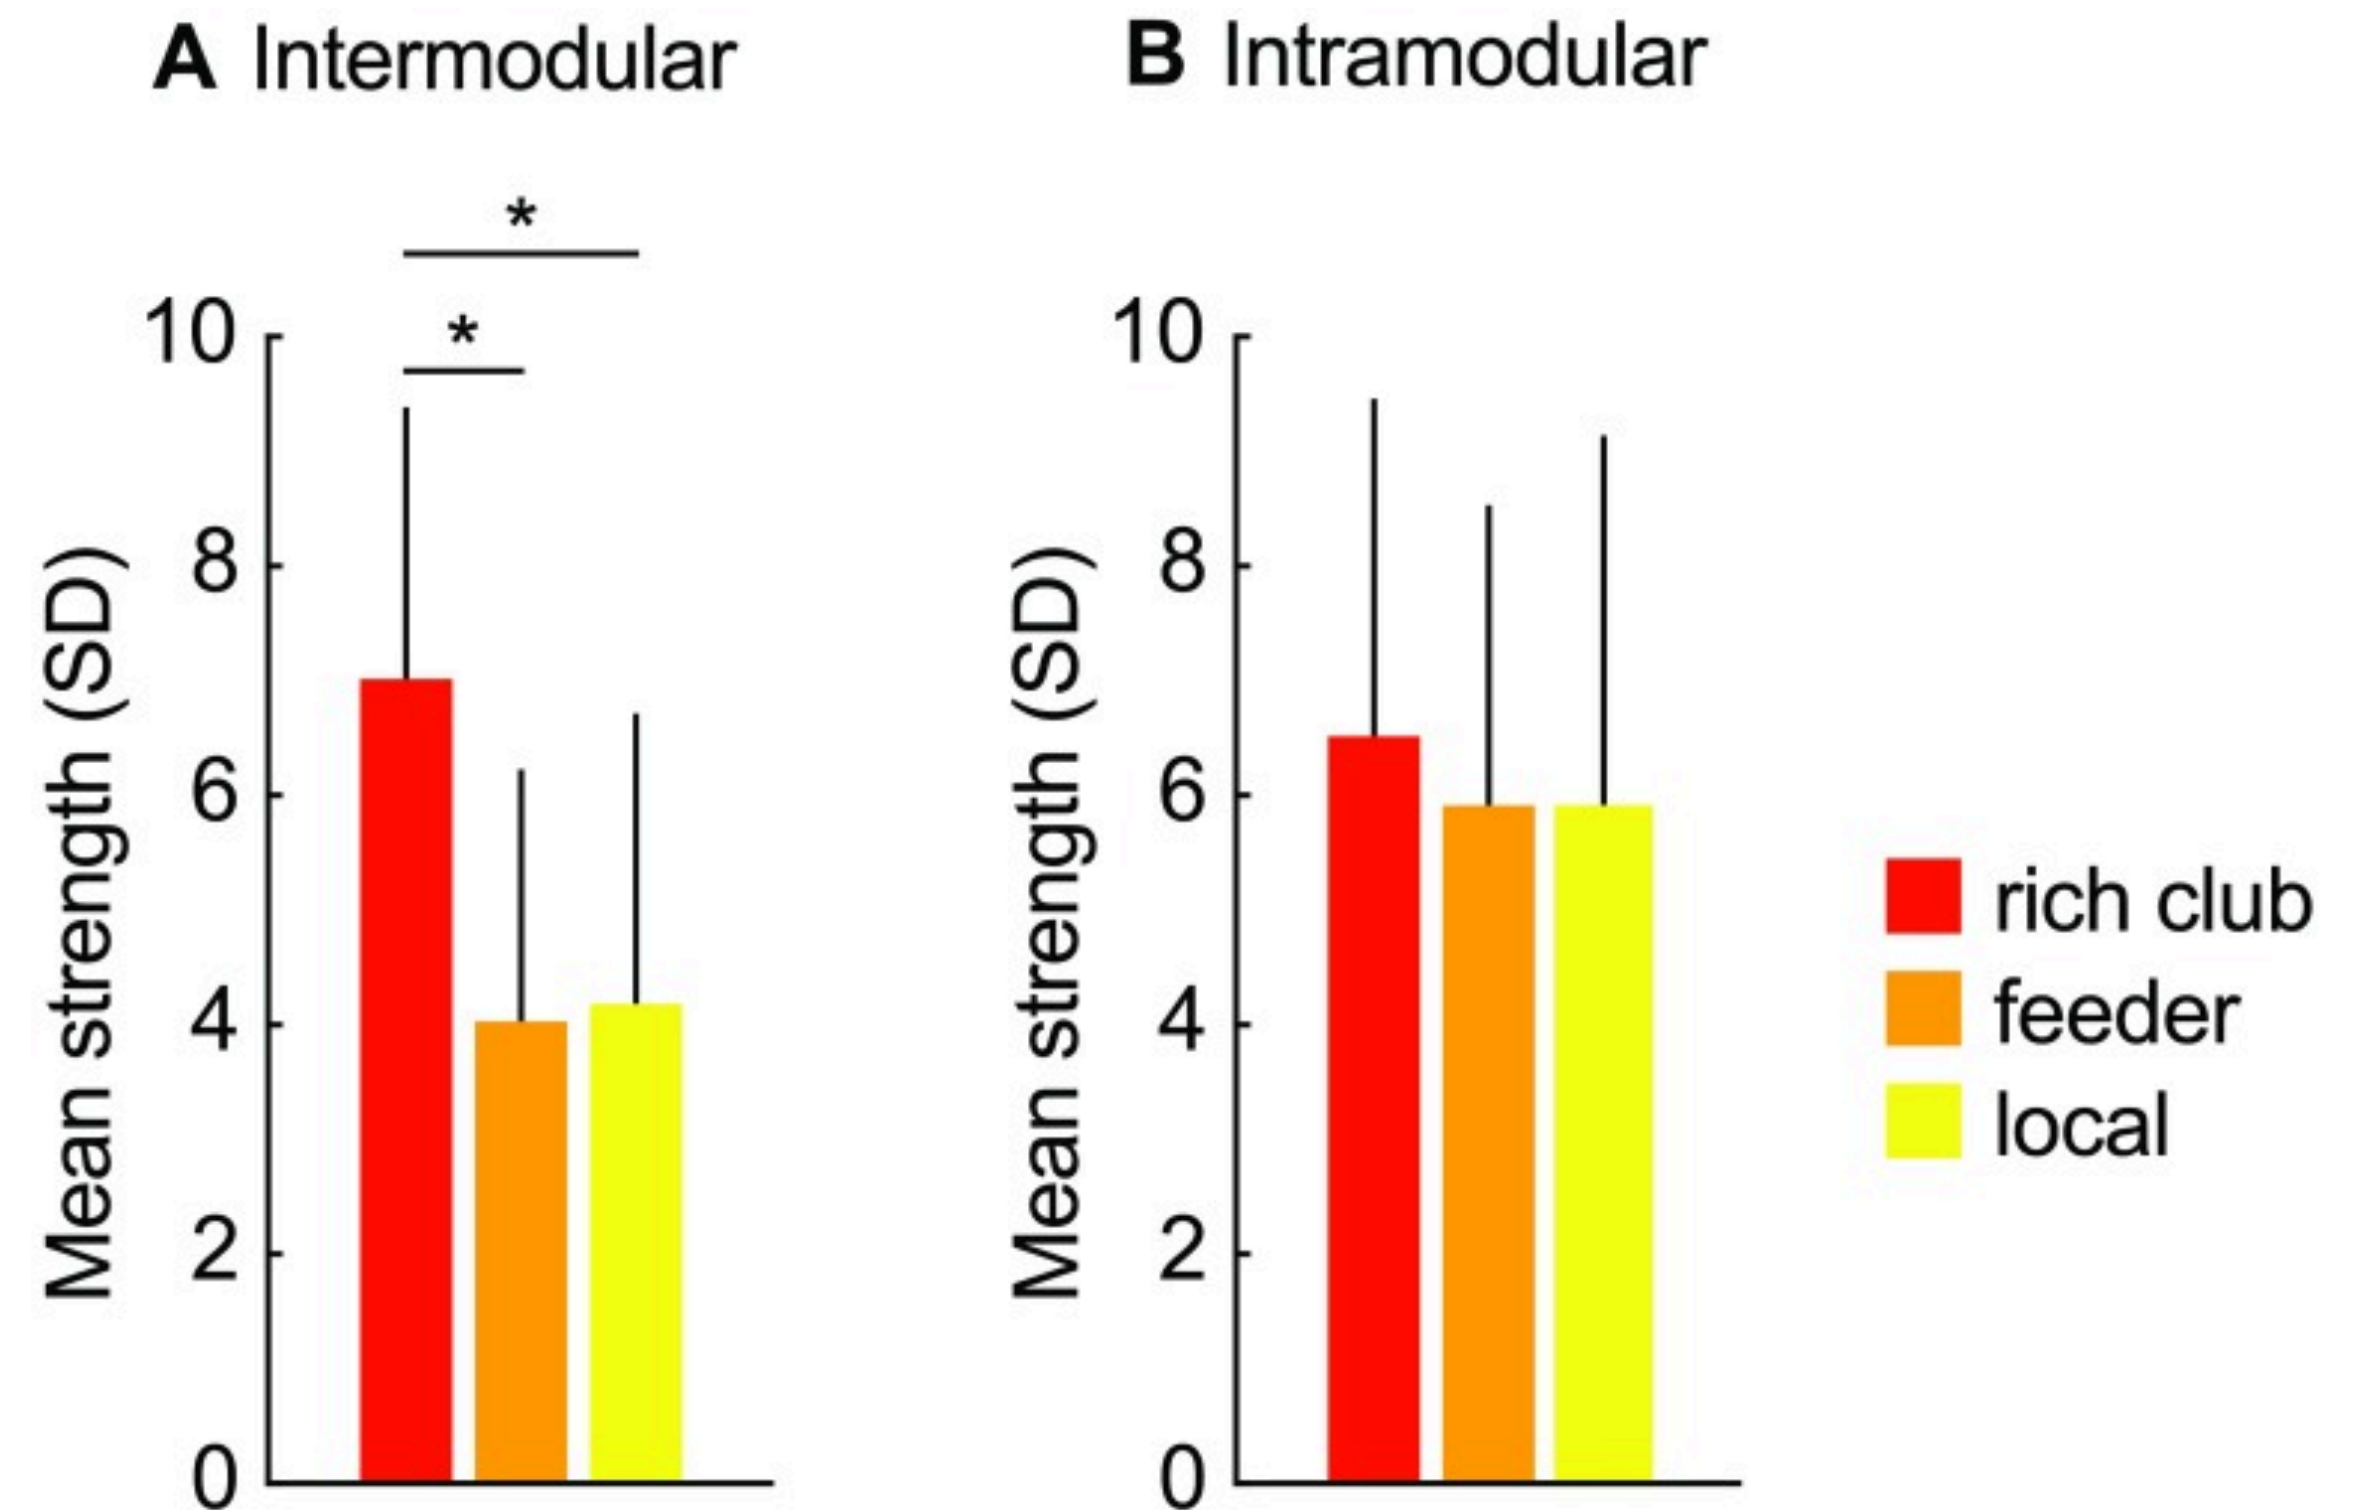 A Intermodular
*
*
10
8
6
4
2
0
Mean strength (SD)
B Intramodular
10
8
6
4
2
0
Mean strength (SD)
rich club
feeder
local